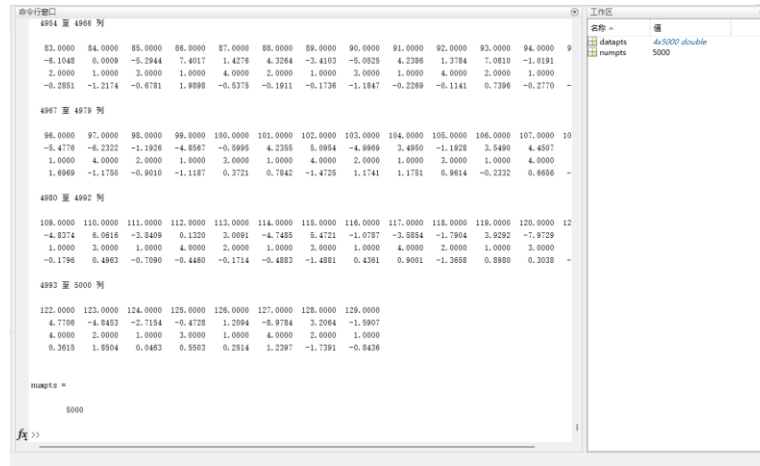 命令行窗口
4954 至 4966 列
83.0000 84.0000 85.0000 86.0000 87.0000 88.0000 89.0000 90.0000 91.0000 92.0000 93.0000 94.0000 9
-6.1048 0.0009 -5.2944 7.4017 1.4276 4.3264 -3.4103 -5.0525 4.2386 1.3784 7.0810 -1.0191
2.0000 1.0000 3.0000 1.0000 4.0000 2.0000 1.0000 3.0000 1.0000 4.0000 2.0000 1.0000
-0.2851 -1.2174 -0.6781 1.9898 -0.5375 -0.1911 -0.1736 -1.1847 -0.2269 -0.1141 0.7396 -0.2770 -
4967 至 4979 列
96.0000 97.0000 98.0000 99.0000 100.0000 101.0000 102.0000 103.0000 104.0000 105.0000 106.0000 107.0000 10
-5.4776 -6.2322 -1.1926 -4.8567 -0.5995 4.2355 5.0954 -4.9969 3.4950 -1.1928 3.5490 4.4507
1.0000 4.0000 2.0000 1.0000 3.0000 1.0000 4.0000 2.0000 1.0000 3.0000 1.0000 4.0000
1.6969 -1.1750 -0.9010 -1.1187 0.3721 0.7842 -1.4725 1.1741 1.1751 0.9614 -0.2332 0.6656 -
4980 至 4992 列
109.0000 110.0000 111.0000 112.0000 113.0000 114.0000 115.0000 116.0000 117.0000 118.0000 119.0000 120.0000 12
-4.8374 6.0616 -3.8409 0.1320 3.0091 -4.7485 5.4721 -1.0787 -3.5854 -1.7904 3.9292 -7.9729
1.0000 3.0000 1.0000 4.0000 2.0000 1.0000 3.0000 1.0000 4.0000 2.0000 1.0000 3.0000
-0.1796 0.4963 -0.7090 -0.4460 -0.1714 -0.4883 -1.4881 0.4361 0.9001 -1.3658 0.8980 0.3038 -
4993 至 5000 列
122.0000 123.0000 124.0000 125.0000 126.0000 127.0000 128.0000 129.0000
4.7706 -4.8453 -2.7154 -0.4728 1.2094 -8.9784 3.2064 -1.5907
4.0000 2.0000 1.0000 3.0000 1.0000 4.0000 2.0000 1.0000
0.3615 1.8504 0.0463 0.5503 0.2514 1.2397 -1.7391 -0.8436
numpts =
5000
fx >>
工作区
名称 值
datapts 4x5000 double
numpts 5000